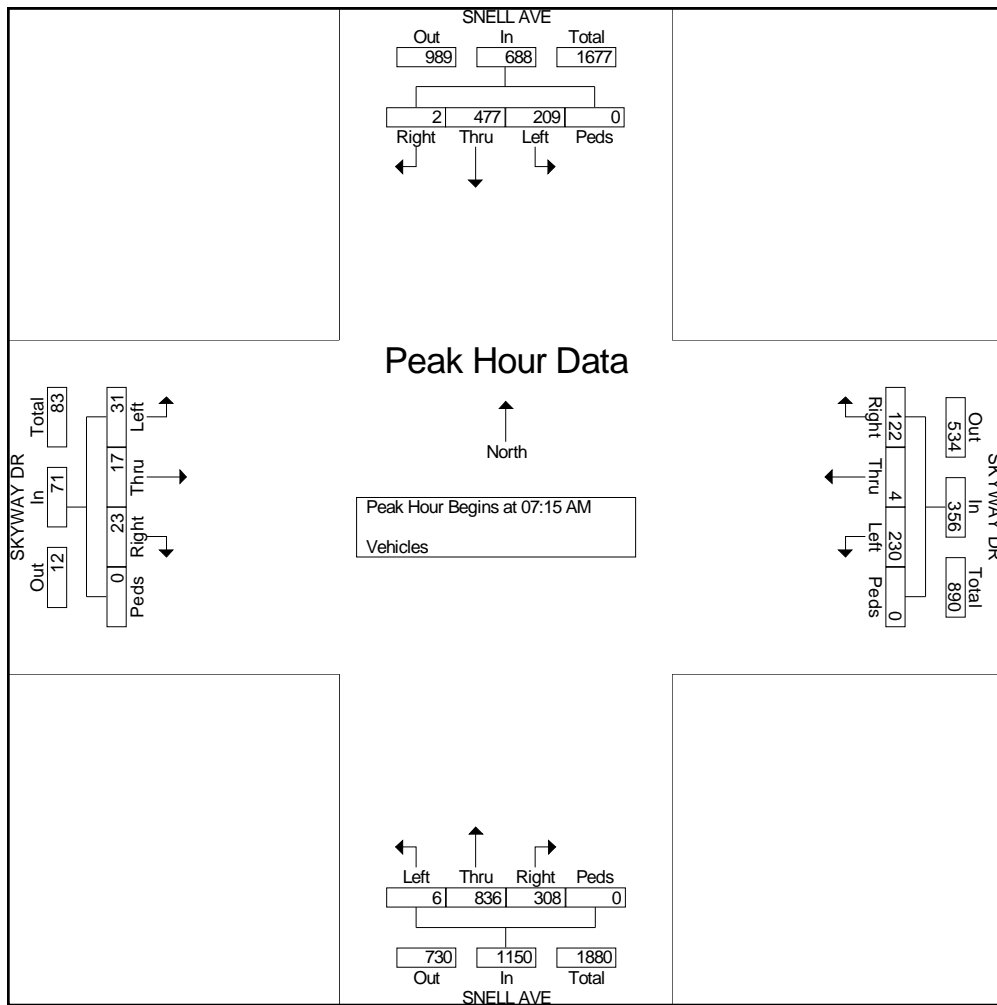 SNELL AVE
Out In Total
989 688 1677
2 477 209 0
Right Thru Left Peds
Peak Hour Data
North
Peak Hour Begins at 07:15 AM
Vehicles
SKYWAY DR
Out In Total
12 71 83
Left Thru Right Peds
31 17 23 0
SKYWAY DR
Out In Total
534 356 890
Right Thru Left Peds
122 4 230 0
Left Thru Right Peds
6 836 308 0
730 1150 1880
Out In Total
SNELL AVE